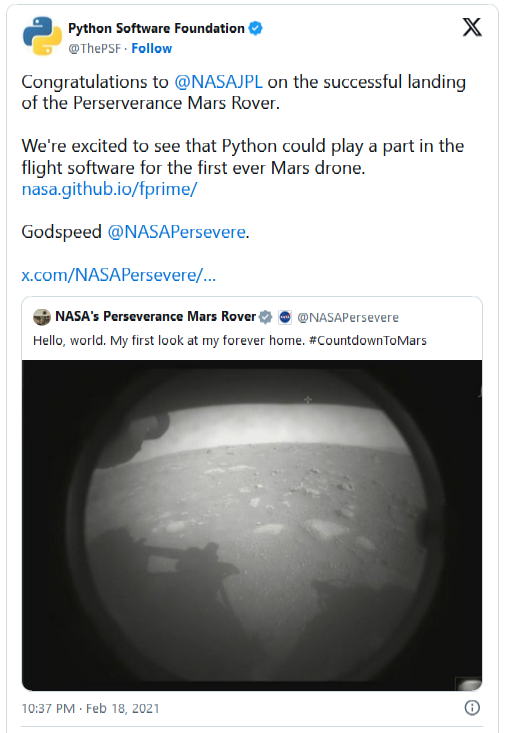 Python Software Foundation
@ThePSF · Follow
Congratulations to @NASAJPL on the successful landing
of the Perserverance Mars Rover.
We're excited to see that Python could play a part in the
flight software for the first ever Mars drone.
nasa.github.io/fprime/
Godspeed @NASAPersevere.
x.com/NASAPersevere/...
NASA's Perseverance Mars Rover @NASAPersevere
Hello, world. My first look at my forever home. #CountdownToMars
10:37 PM · Feb 18, 2021